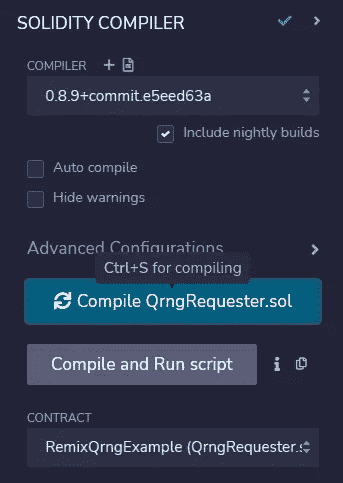 SOLIDITY COMPILER
COMPILER
0.8.9+commit.e5eed63a
Include nightly builds
Auto compile
Hide warnings
Advanced Configurations
Ctrl+S for compiling
Compile QrngRequester.sol
Compile and Run script
CONTRACT
RemixQrngExample (QrngRequester.s